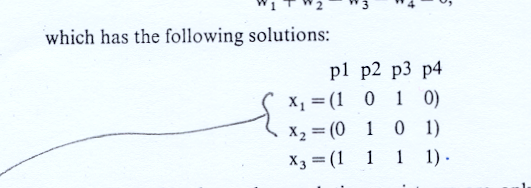 which has the following solutions:
p1 p2 p3 p4
x₁ = (1 0 1 0)
x₂ = (0 1 0 1)
x₃ = (1 1 1 1).